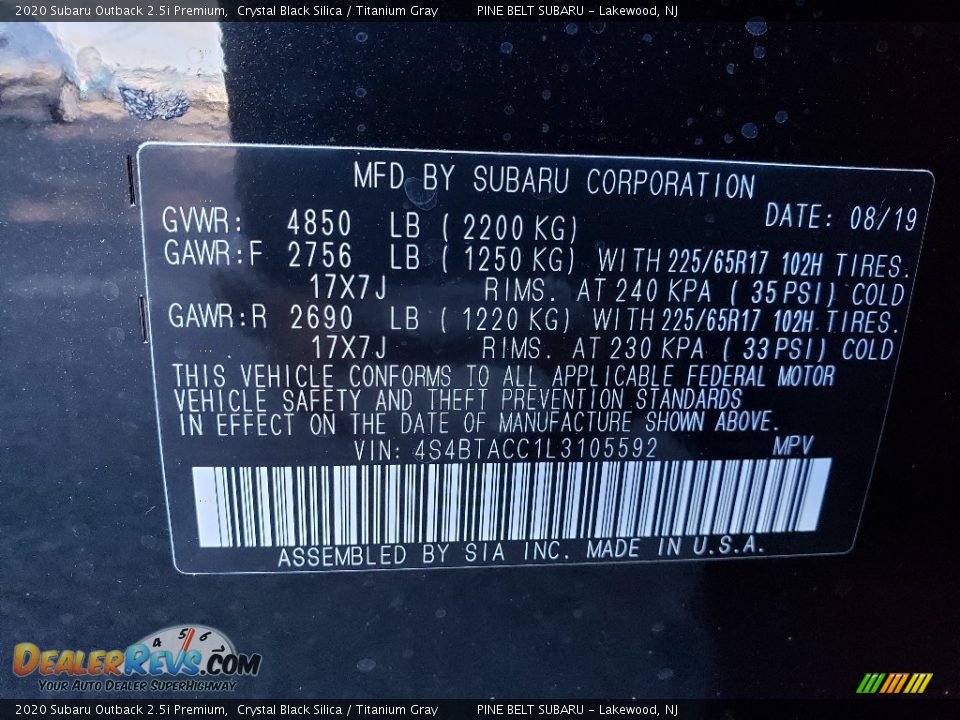 2020 Subaru Outback 2.5i Premium,  Crystal Black Silica / Titanium Gray  PINE BELT SUBARU - Lakewood, NJ
MFD BY SUBARU CORPORATION
GVWR: 4850 LB ( 2200 KG) DATE: 08/19
GAWR:F 2756 LB ( 1250 KG) WITH 225/65R17 102H TIRES.
17X7J RIMS. AT 240 KPA ( 35 PSI) COLD
GAWR:R 2690 LB ( 1220 KG) WITH 225/65R17 102H TIRES.
17X7J RIMS. AT 230 KPA ( 33 PSI) COLD
THIS VEHICLE CONFORMS TO ALL APPLICABLE FEDERAL MOTOR
VEHICLE SAFETY AND THEFT PREVENTION STANDARDS
IN EFFECT ON THE DATE OF MANUFACTURE SHOWN ABOVE.
VIN: 4S4BTACC1L3105592 MPV
ASSEMBLED BY SIA INC. MADE IN U.S.A.
4 5 6
DEALERREVS.COM
YOUR AUTO DEALER SUPERHIGHWAY
2020 Subaru Outback 2.5i Premium,  Crystal Black Silica / Titanium Gray  PINE BELT SUBARU - Lakewood, NJ